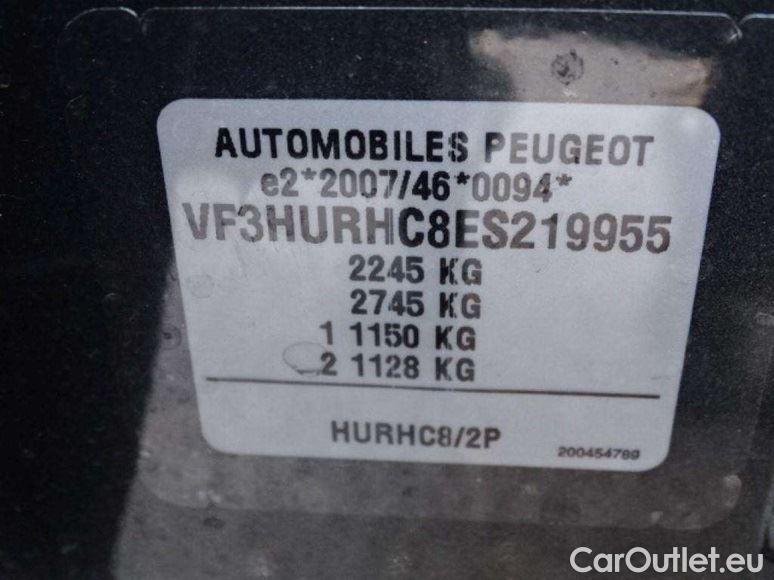 AUTOMOBILES PEUGEOT
e2*2007/46*0094*
VF3HURHC8ES219955
2245 KG
2745 KG
1 1150 KG
2 1128 KG
HURHC8/2P
200454789
CarOutlet.eu